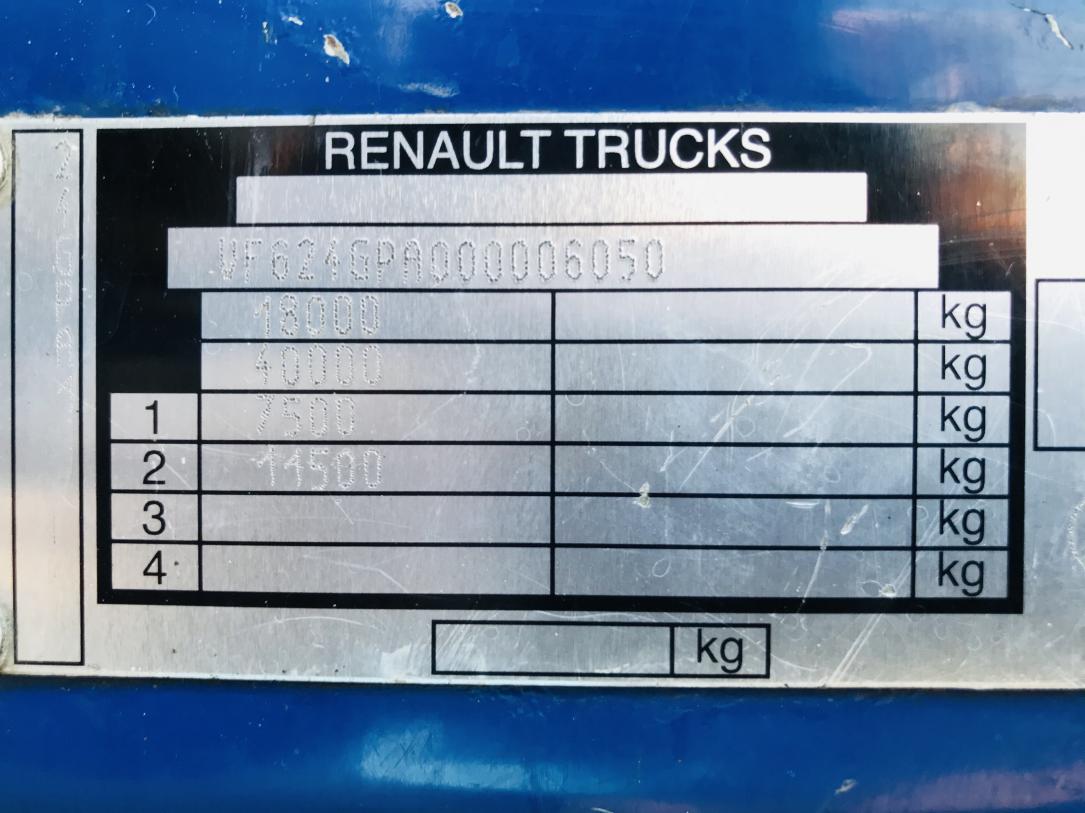 RENAULT TRUCKS
VF624GPA000006050
18000 kg
40000 kg
1 7500 kg
2 11500 kg
3 kg
4 kg
kg